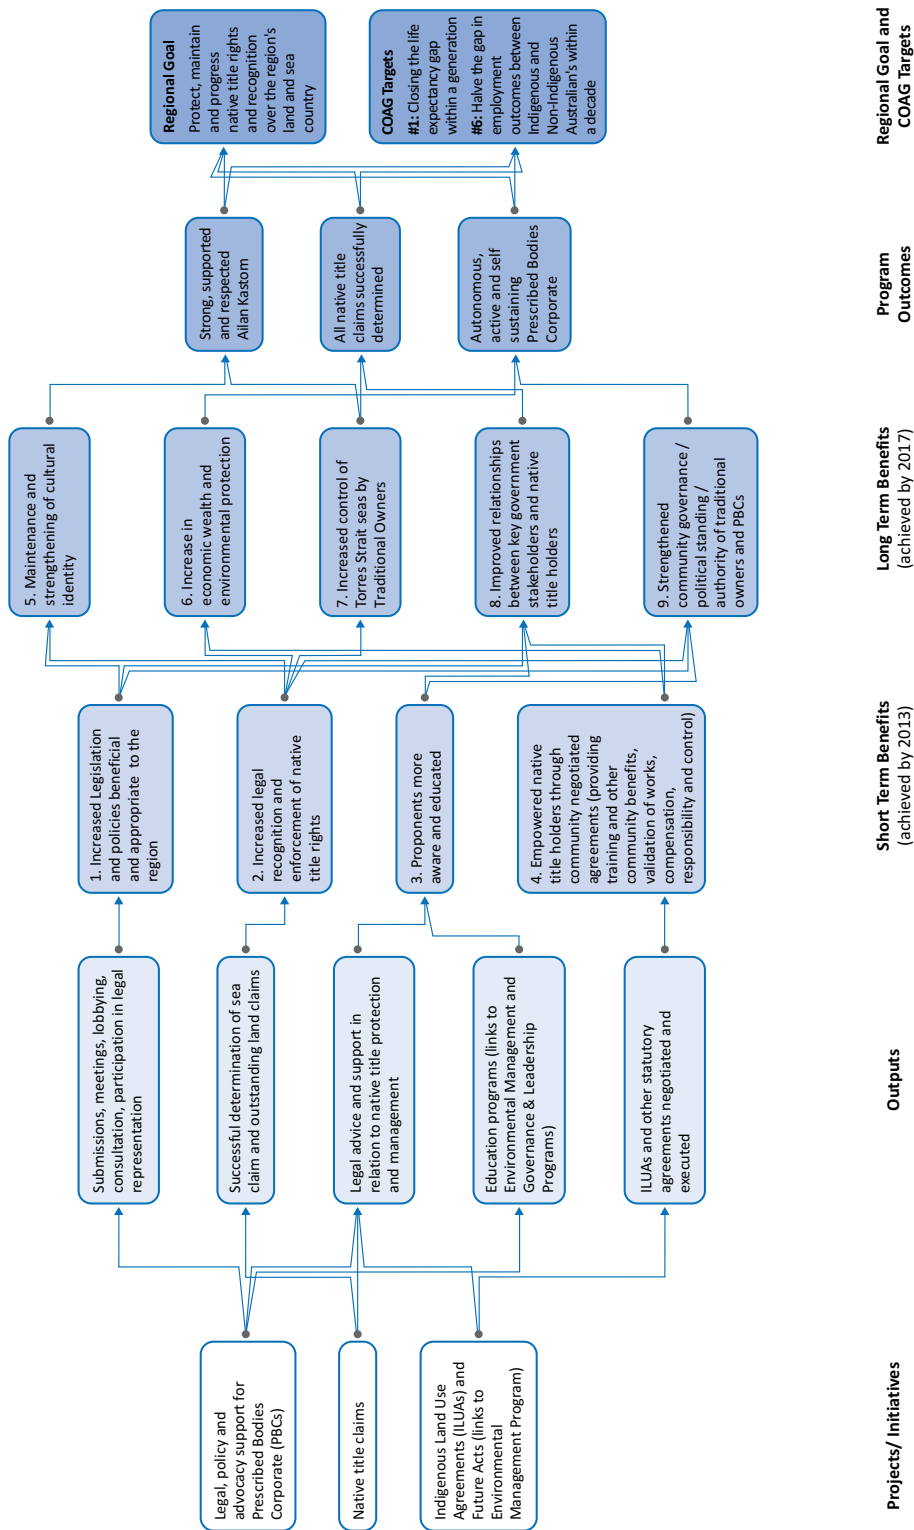 Legal, policy and
advocacy support for
Prescribed Bodies
Corporate (PBCs)
Native title claims
Indigenous Land Use
Agreements (ILUAs) and
Future Acts (links to
Environmental
Management Program)
Projects/ Initiatives
Submissions, meetings, lobbying,
consultation, participation in legal
representation
Successful determination of sea
claim and outstanding land claims
Legal advice and support in
relation to native title protection
and management
Education programs (links to
Environmental Management and
Governance & Leadership
Programs)
ILUAs and other statutory
agreements negotiated and
executed
Outputs
1. Increased Legislation
and policies beneficial
and appropriate to the
region
2. Increased legal
recognition and
enforcement of native
title rights
3. Proponents more
aware and educated
4. Empowered native
title holders through
community negotiated
agreements (providing
training and other
community benefits,
validation of works,
compensation,
responsibility and control)
Short Term Benefits
(achieved by 2013)
5. Maintenance and
strengthening of cultural
identity
6. Increase in
economic wealth and
environmental protection
7. Increased control of
Torres Strait seas by
Traditional Owners
8. Improved relationships
between key government
stakeholders and native
title holders
9. Strengthened
community governance /
political standing /
authority of traditional
owners and PBCs
Long Term Benefits
(achieved by 2017)
Strong, supported
and respected
Ailan Kastom
All native title
claims successfully
determined
Autonomous,
active and self
sustaining
Prescribed Bodies
Corporate
Program
Outcomes
Regional Goal
Protect, maintain
and progress
native title rights
and recognition
over the region's
land and sea
country
COAG Targets
#1: Closing the life
expectancy gap
within a generation
#6: Halve the gap in
employment
outcomes between
Indigenous and
Non-Indigenous
Australian's within
a decade
Regional Goal and
COAG Targets